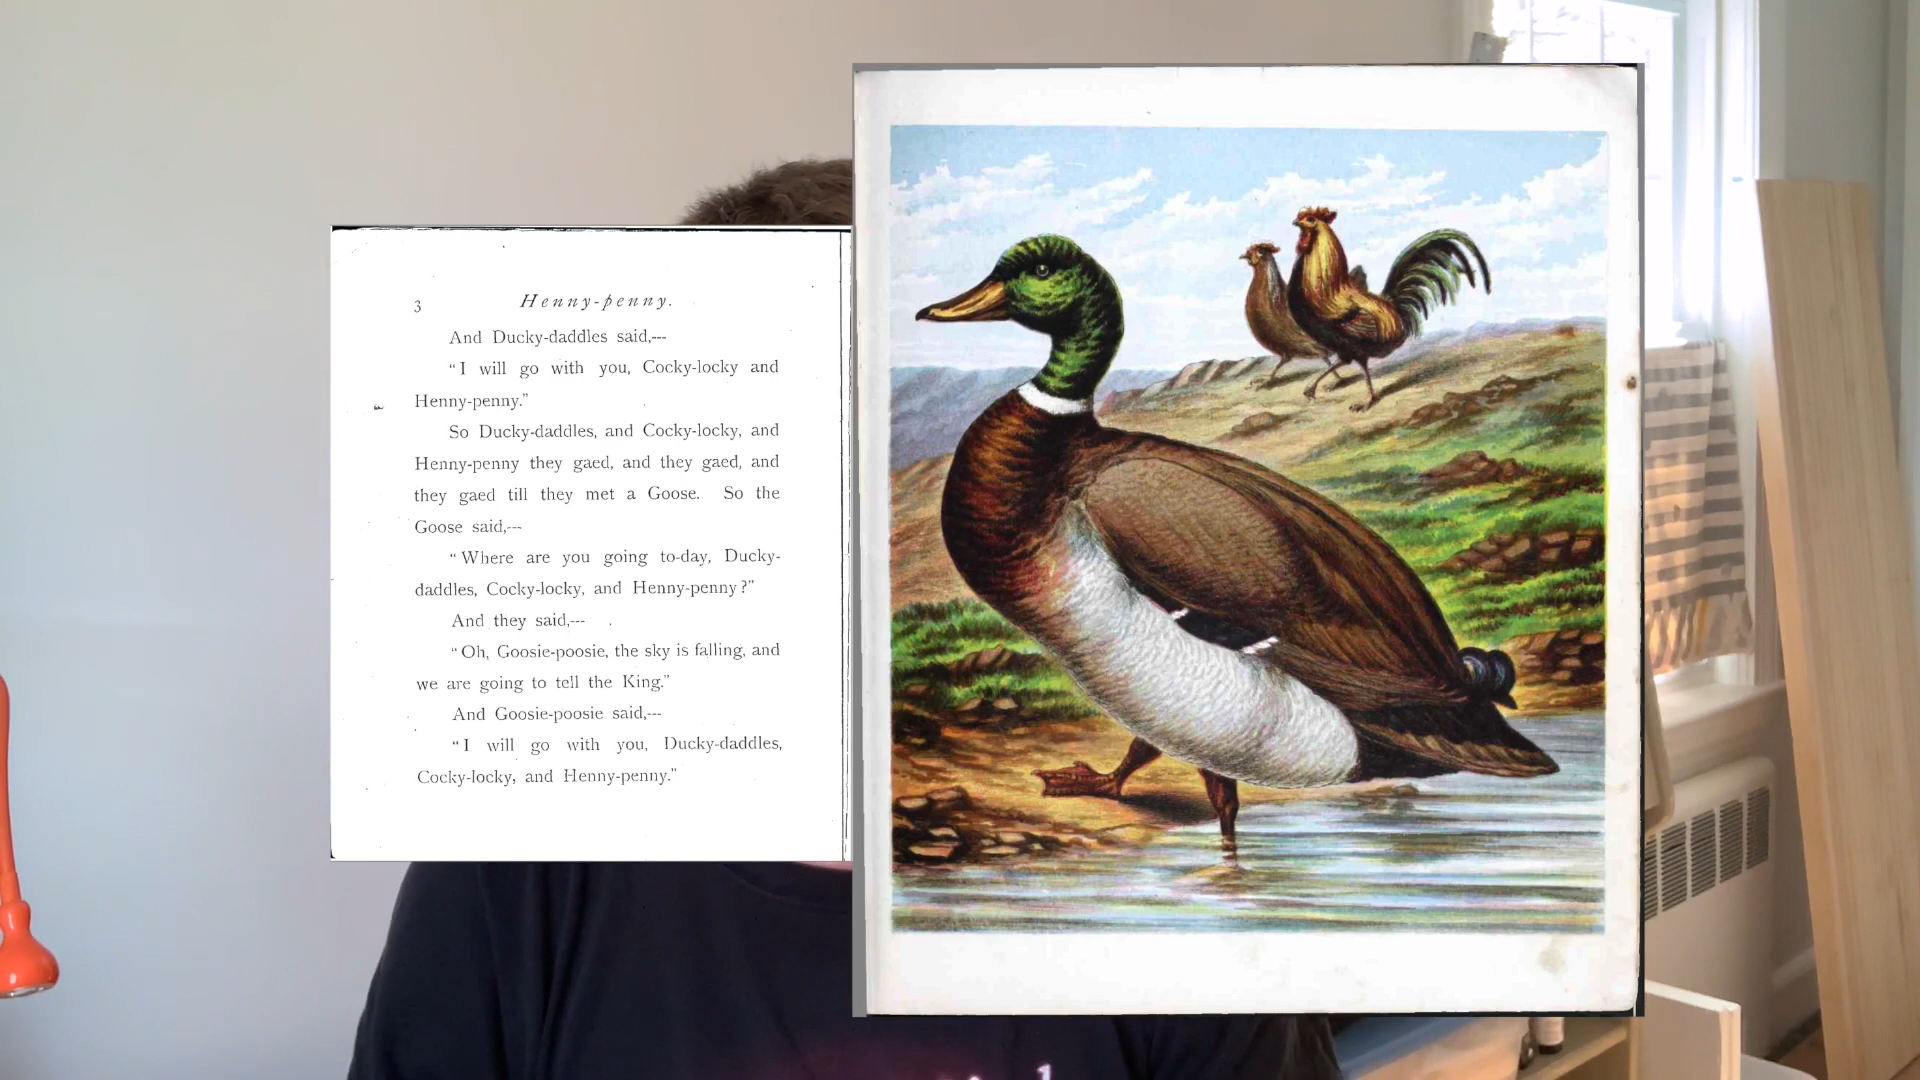 3 Henny-penny.
And Ducky-daddles said,---
“I will go with you, Cocky-locky and
Henny-penny.”
So Ducky-daddles, and Cocky-locky, and
Henny-penny they gaed, and they gaed, and
they gaed till they met a Goose. So the
Goose said,---
“Where are you going to-day, Ducky-
daddles, Cocky-locky, and Henny-penny?”
And they said,---
“Oh, Goosie-poosie, the sky is falling, and
we are going to tell the King.”
And Goosie-poosie said,---
“I will go with you, Ducky-daddles,
Cocky-locky, and Henny-penny.”